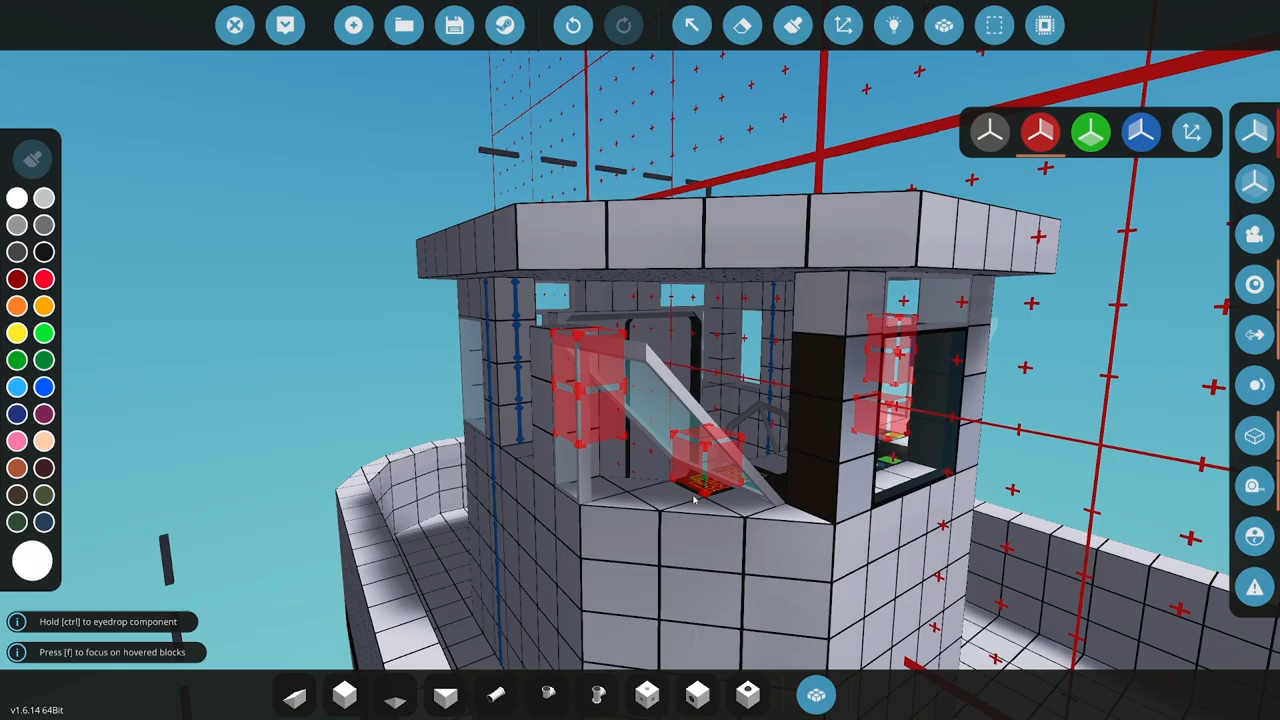 Hold [ctrl] to eyedrop component
Press [f] to focus on hovered blocks
v1.6.14 64Bit